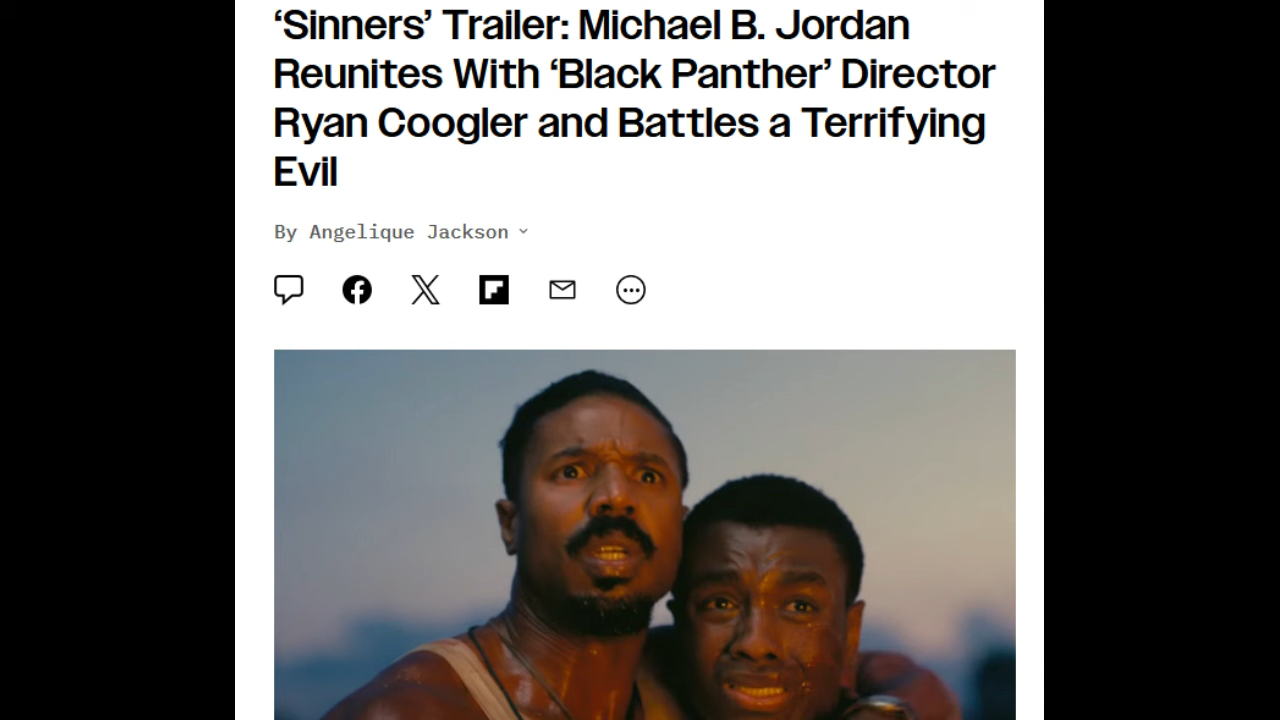 ‘Sinners’ Trailer: Michael B. Jordan
Reunites With ‘Black Panther’ Director
Ryan Coogler and Battles a Terrifying
Evil
By Angelique Jackson